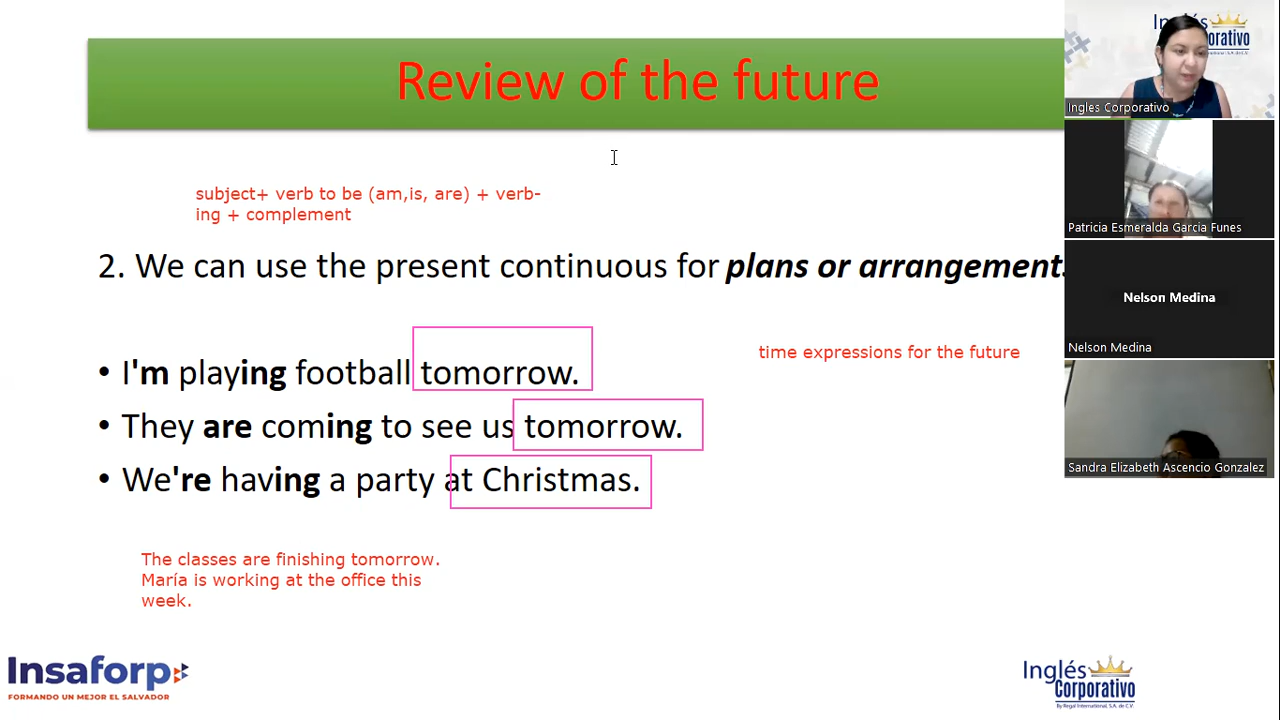 Review of the future
subject+ verb to be (am,is, are) + verb-
ing + complement
2. We can use the present continuous for plans or arrangements
time expressions for the future
• I'm playing football tomorrow.
• They are coming to see us tomorrow.
• We're having a party at Christmas.
The classes are finishing tomorrow.
María is working at the office this
week.
Insaforp
FORMANDO UN MEJOR EL SALVADOR
Inglés
Corporativo
By Regal International, S.A. de C.V.
Inglés
orativo
Ingles Corporativo
Patricia Esmeralda Garcia Funes
Nelson Medina
Nelson Medina
Sandra Elizabeth Ascencio Gonzalez